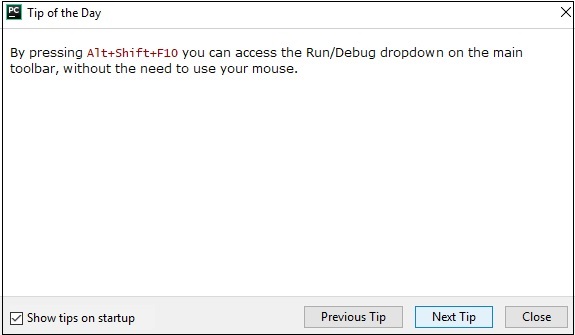 PC Tip of the Day
By pressing Alt+Shift+F10 you can access the Run/Debug dropdown on the main
toolbar, without the need to use your mouse.
Show tips on startup Previous Tip Next Tip Close